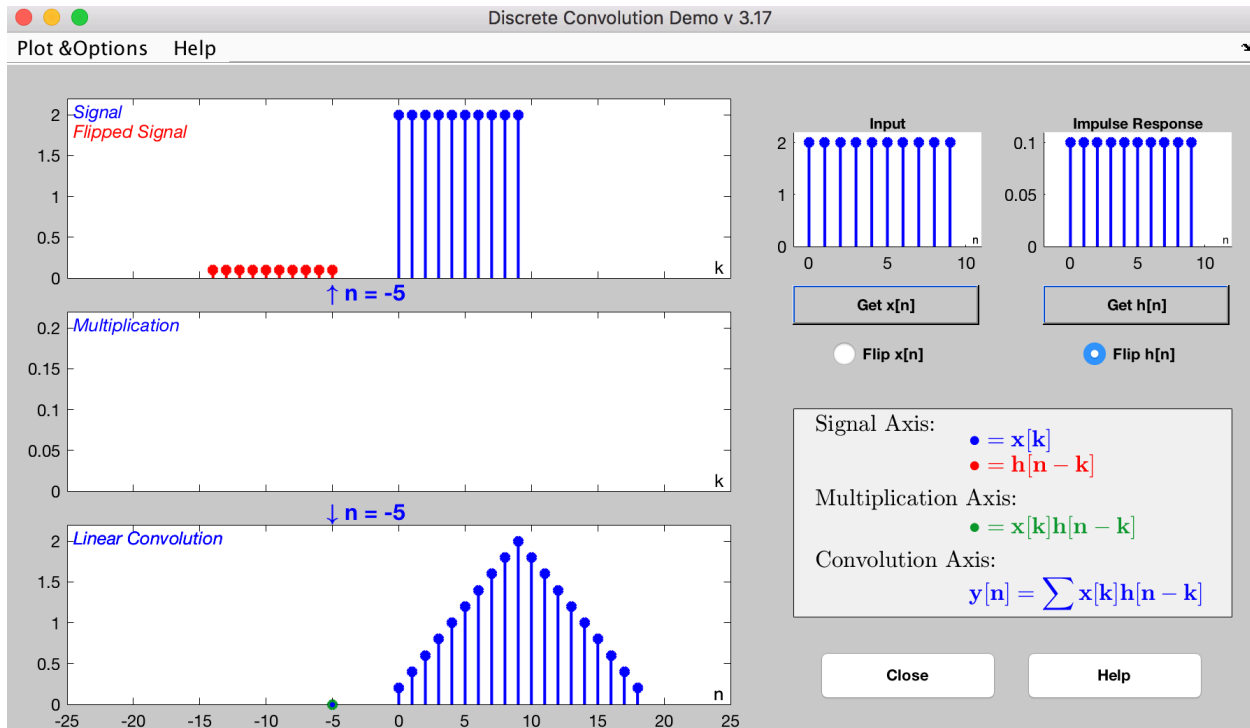 Discrete Convolution Demo v 3.17
Plot &Options Help
Signal
Flipped Signal
2
1.5
1
0.5
0
k
↑ n = -5
Multiplication
0.2
0.15
0.1
0.05
0
k
↓ n = -5
Linear Convolution
2
1.5
1
0.5
0
n
-25 -20 -15 -10 -5 0 5 10 15 20 25
Input
2
1
0
n
0 10
Get x[n]
Flip x[n]
Impulse Response
0.1
0.05
0
n
0 10
Get h[n]
Flip h[n]
Signal Axis:
• = x[k]
• = h[n − k]
Multiplication Axis:
• = x[k]h[n − k]
Convolution Axis:
y[n] = ∑ x[k]h[n − k]
Close
Help